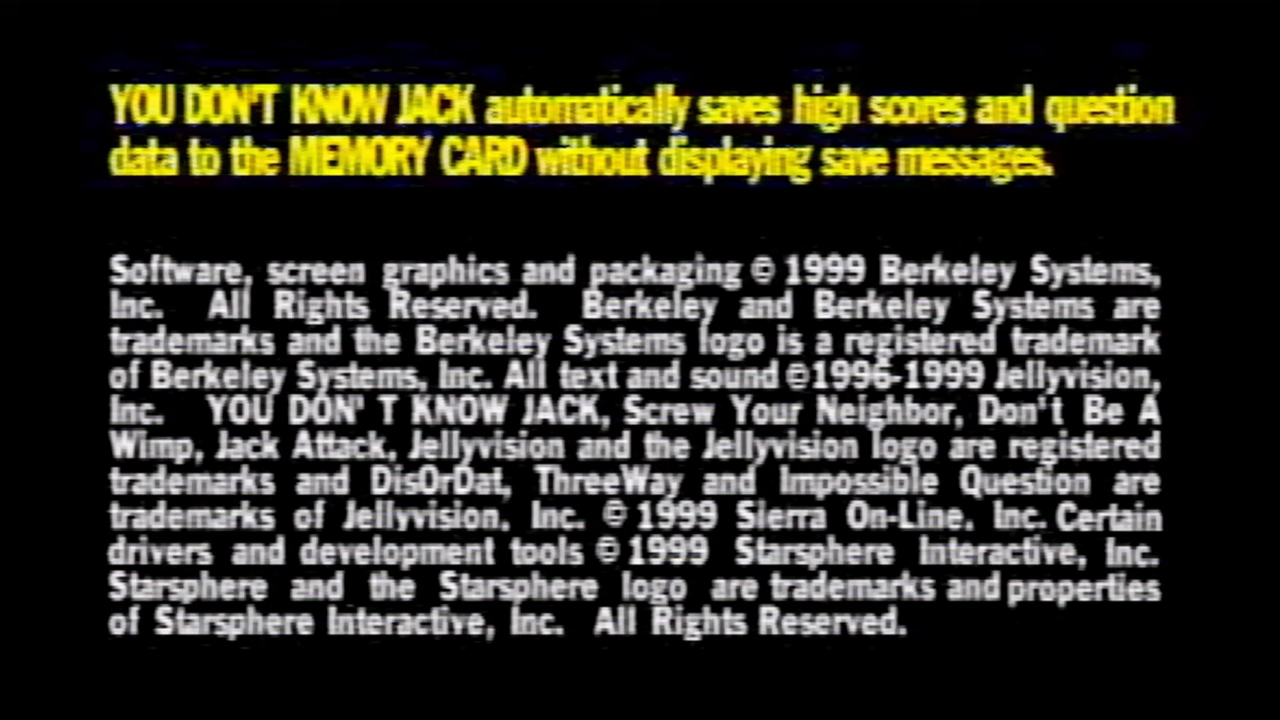 YOU DON'T KNOW JACK automatically saves high scores and question
data to the MEMORY CARD without displaying save messages.
Software, screen graphics and packaging © 1999 Berkeley Systems,
Inc. All Rights Reserved. Berkeley and Berkeley Systems are
trademarks and the Berkeley Systems logo is a registered trademark
of Berkeley Systems, Inc. All text and sound ©1996-1999 Jellyvision,
Inc. YOU DON' T KNOW JACK, Screw Your Neighbor, Don't Be A
Wimp, Jack Attack, Jellyvision and the Jellyvision logo are registered
trademarks and DisOrDat, ThreeWay and Impossible Question are
trademarks of Jellyvision, Inc. © 1999 Sierra On-Line, Inc. Certain
drivers and development tools © 1999 Starsphere Interactive, Inc.
Starsphere and the Starsphere logo are trademarks and properties
of Starsphere Interactive, Inc. All Rights Reserved.